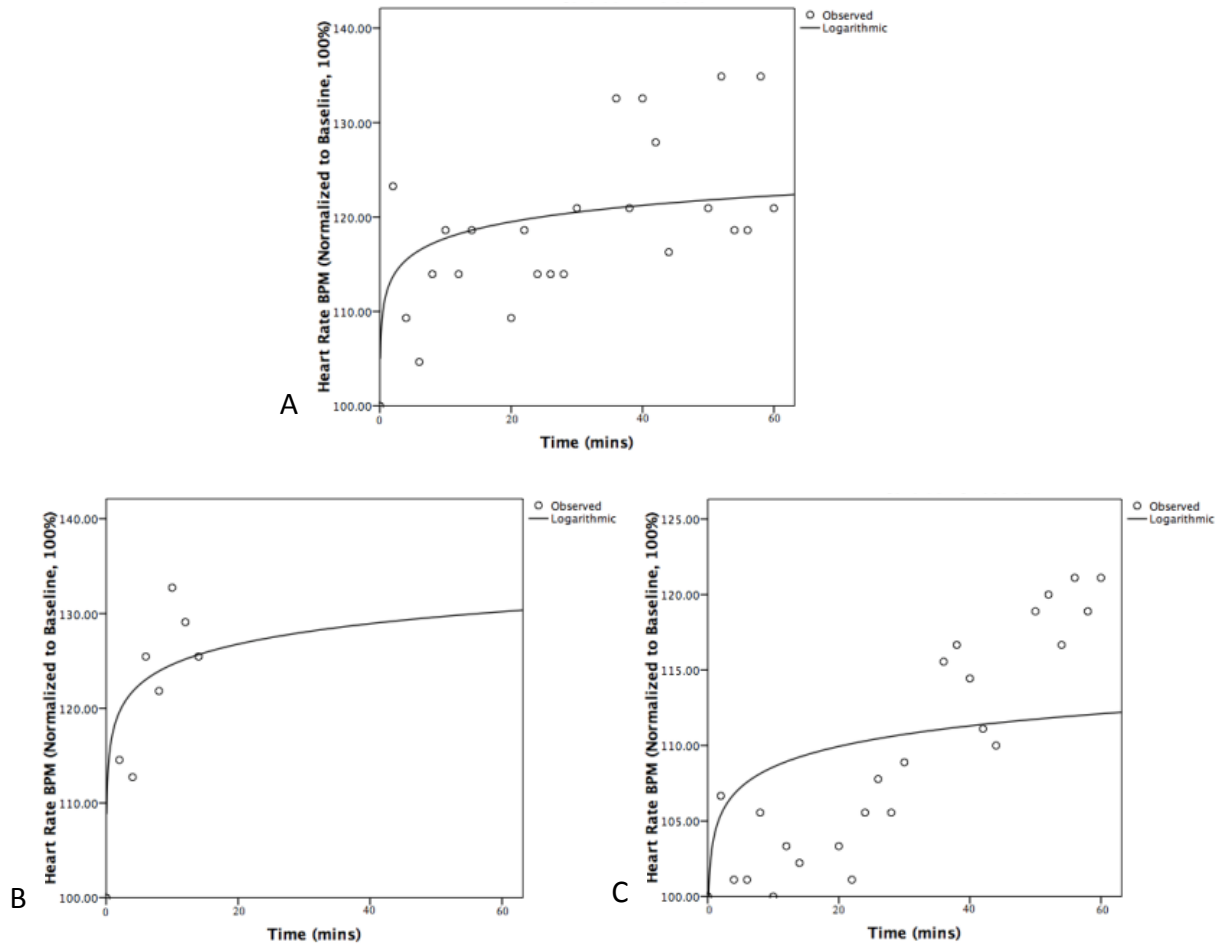 Heart Rate BPM (Normalized to Baseline, 100%)
140.00
130.00
120.00
110.00
100.00
0
20
40
60
Time (mins)
Observed
Logarithmic
A
Heart Rate BPM (Normalized to Baseline, 100%)
140.00
130.00
120.00
110.00
100.00
0
20
40
60
Time (mins)
Observed
Logarithmic
B
Heart Rate BPM (Normalized to Baseline, 100%)
125.00
120.00
115.00
110.00
105.00
100.00
0
20
40
60
Time (mins)
Observed
Logarithmic
C